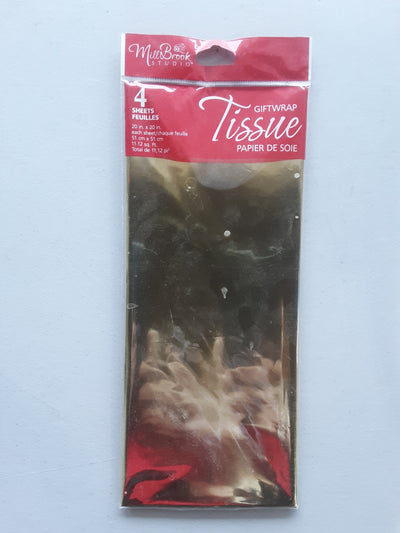 MillBrook
STUDIO
4
SHEETS
FEUILLES
20 in. x 20 in.
each sheet/chaque feuille
51 cm x 51 cm
11.12 sq. ft.
Total de 11,12 pi²
GIFTWRAP
Tissue
PAPIER DE SOIE